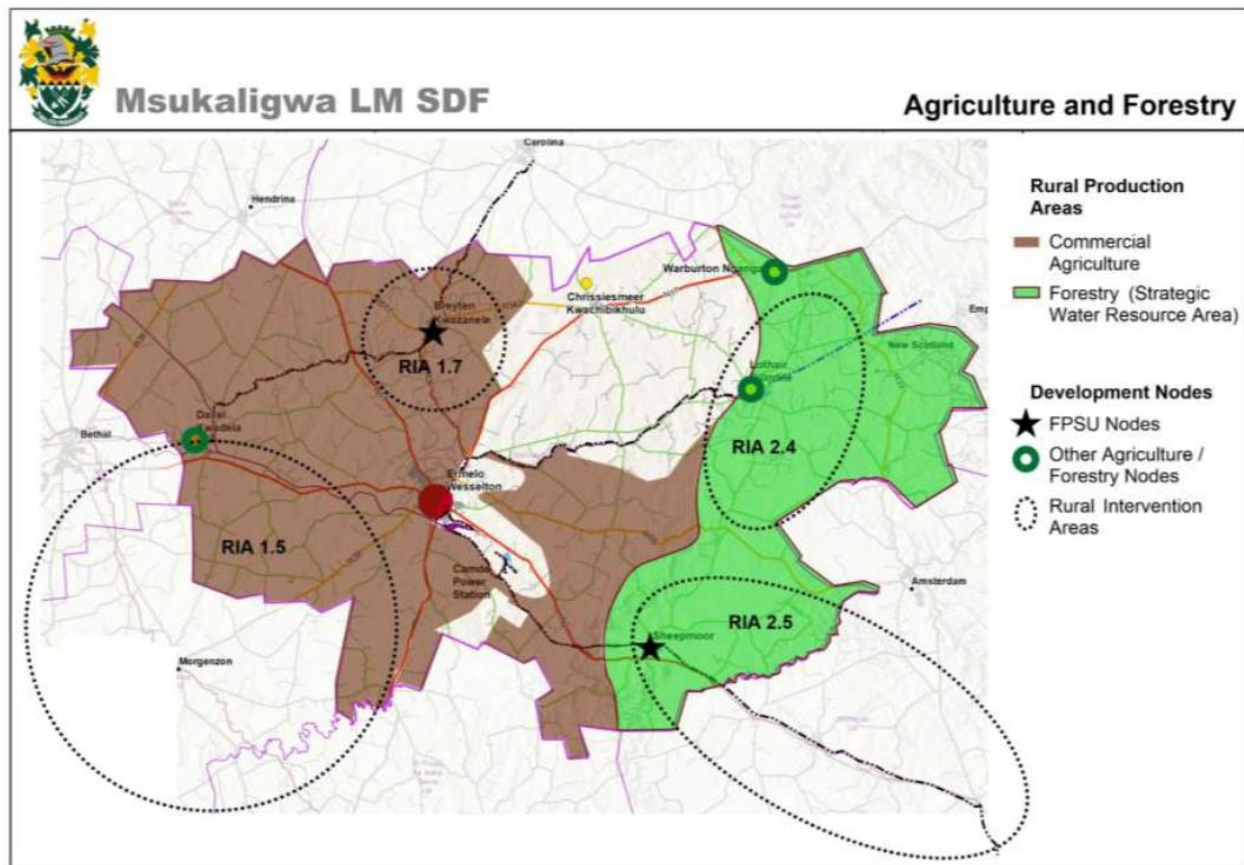 Msukaligwa LM SDF
Agriculture and Forestry
Carolina
Hendrina
Warburton
Breyten
Kwazanele
Chrissiesmeer
Kwachibikhulu
RIA 1.7
New Scotland
Lothair
Bethal
RIA 2.4
Ermelo
Wesselton
RIA 1.5
Power
Station
Amsterdam
RIA 2.5
Sheepmoor
Morgenzon
Rural Production
Areas
Commercial
Agriculture
Forestry (Strategic
Water Resource Area)
Development Nodes
FPSU Nodes
Other Agriculture /
Forestry Nodes
Rural Intervention
Areas